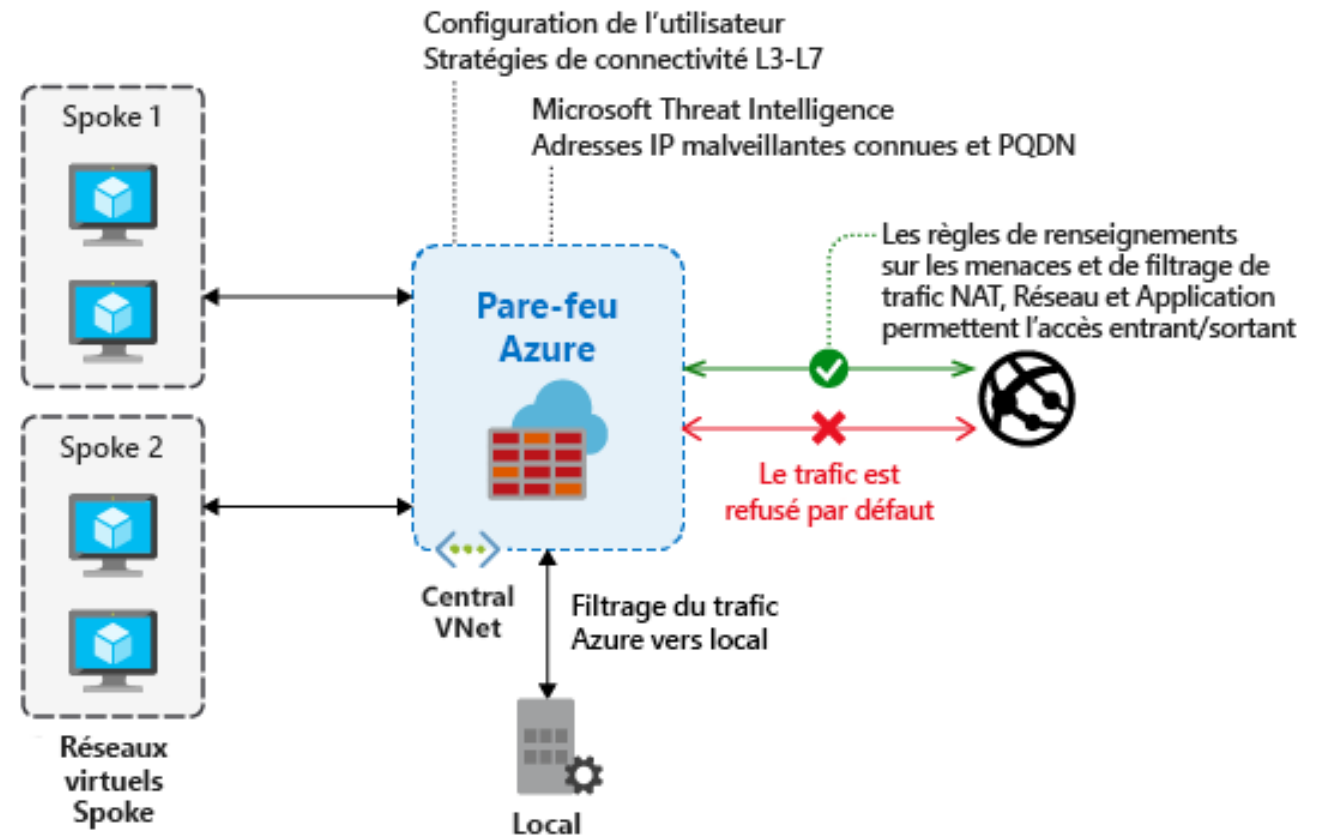 Configuration de l'utilisateur
Stratégies de connectivité L3-L7
Microsoft Threat Intelligence
Adresses IP malveillantes connues et PQDN
Spoke 1
Spoke 2
Réseaux
virtuels
Spoke
Pare-feu
Azure
Central
VNet
Filtrage du trafic
Azure vers local
Local
Les règles de renseignements
sur les menaces et de filtrage de
trafic NAT, Réseau et Application
permettent l'accès entrant/sortant
Le trafic est
refusé par défaut